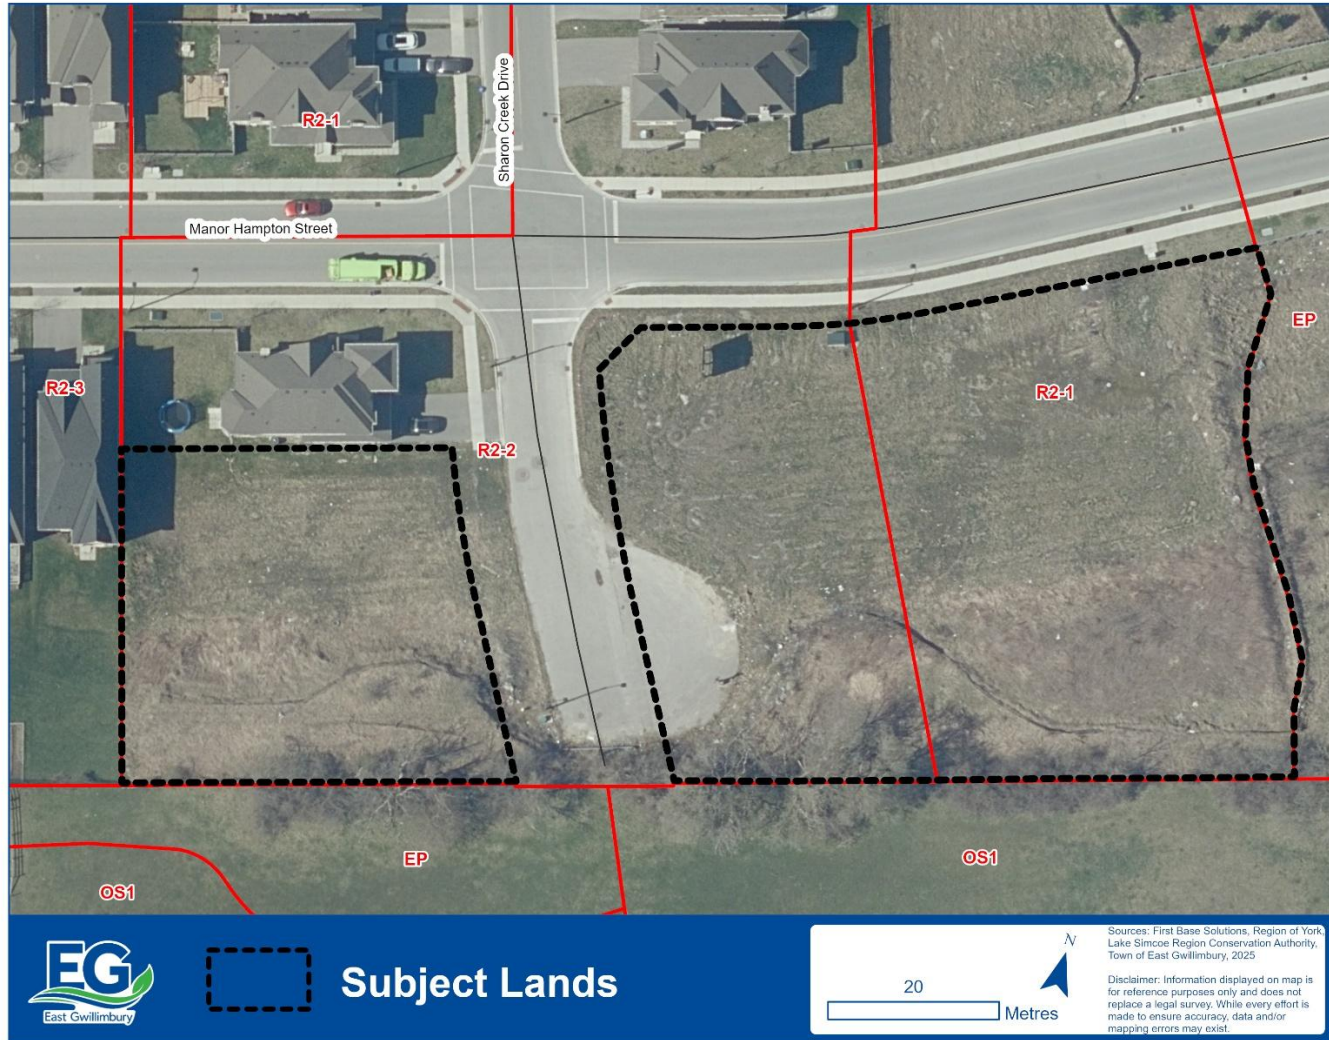 Sharon Creek Drive
R2-1
Manor Hampton Street
EP
R2-3
R2-1
R2-2
EP
OS1
OS1
EG
East Gwillimbury
Subject Lands
20
Metres
N
Sources: First Base Solutions, Region of York,
Lake Simcoe Region Conservation Authority,
Town of East Gwillimbury, 2025
Disclaimer: Information displayed on map is
for reference purposes only and does not
replace a legal survey. While every effort is
made to ensure accuracy, data and/or
mapping errors may exist.